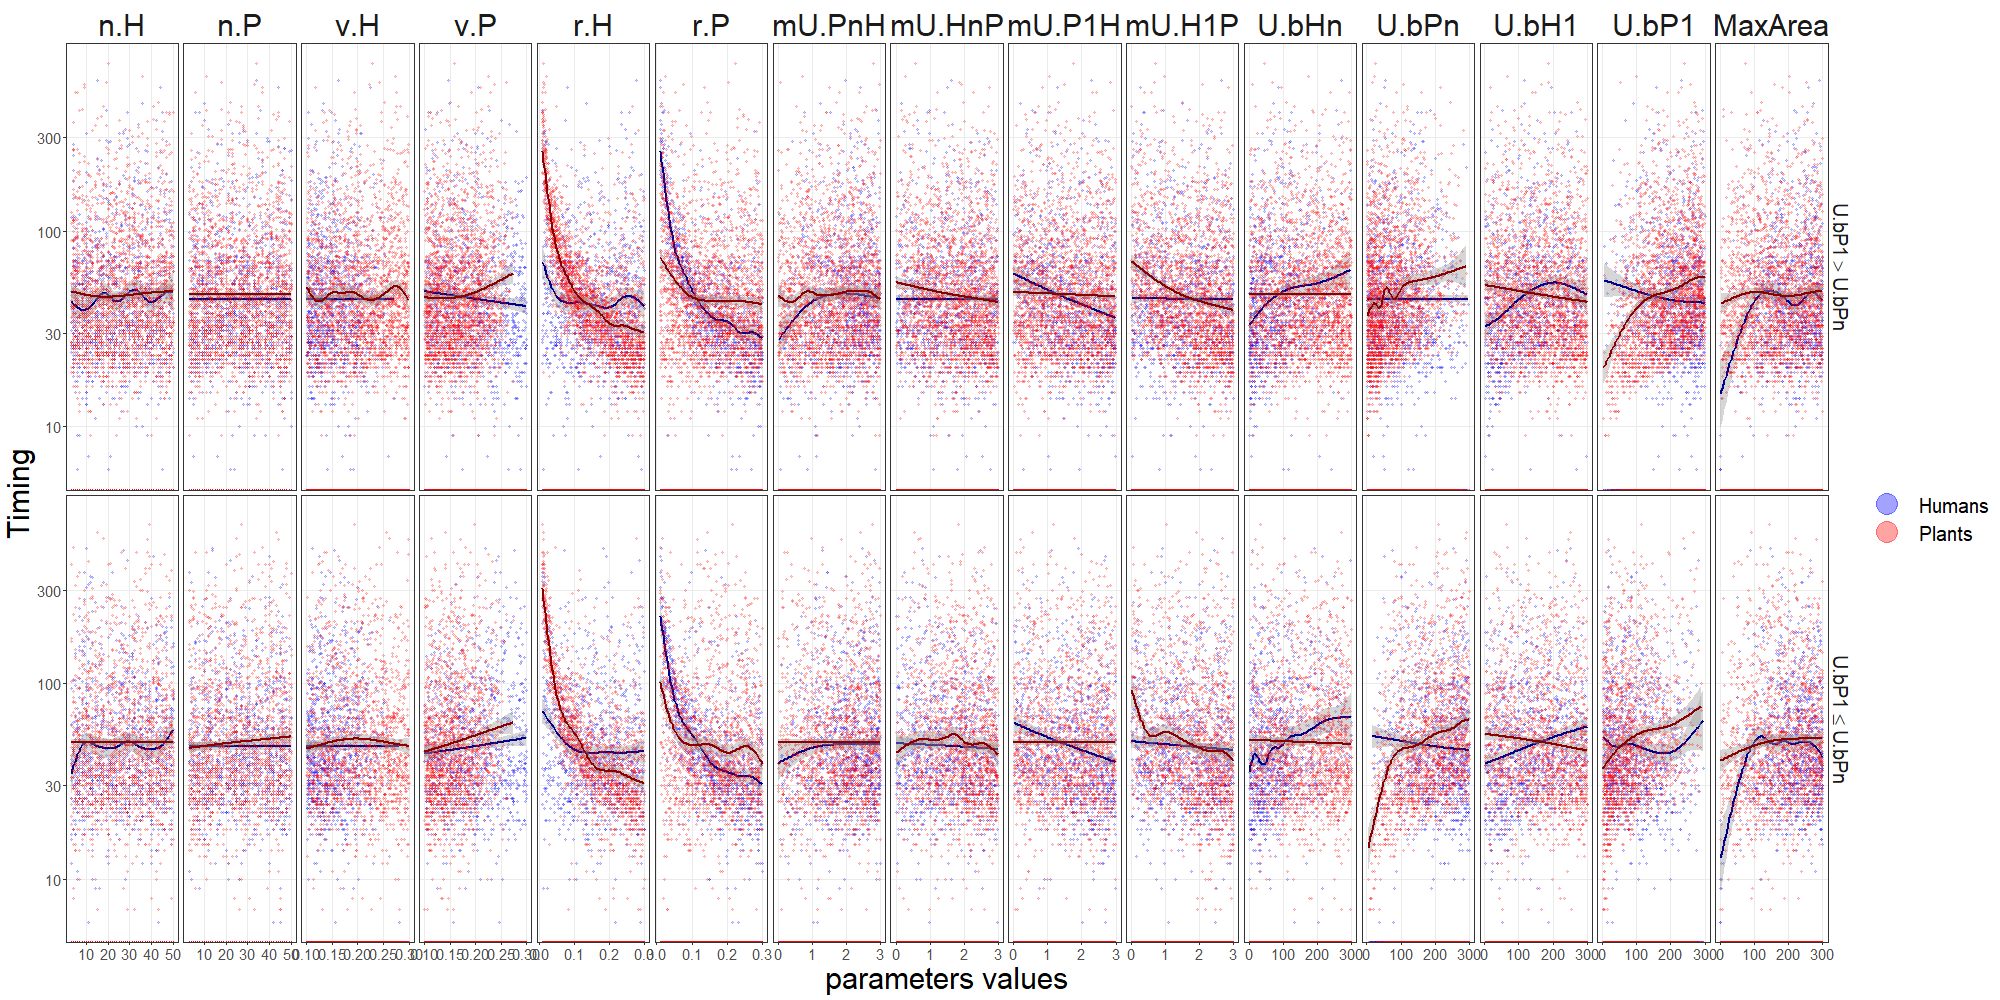 n.H n.P v.H v.P r.H r.P mU.PnH mU.HnP mU.P1H mU.H1P U.bHn U.bPn U.bH1 U.bP1 MaxArea
300
100
30
10
U.bP1 > U.bPn
Timing
Humans
Plants
300
100
30
10
U.bP1 ≤ U.bPn
10 20 30 40 50 10 20 30 40 50 0.10 0.15 0.20 0.25 0.30 0.10 0.15 0.20 0.25 0.30 0.0 0.1 0.2 0.3 0.0 0.1 0.2 0.3 0 1 2 3 0 1 2 3 0 1 2 3 0 1 2 3 0 100 200 300 0 100 200 300 0 100 200 300 0 100 200 300 0 100 200 300
parameters values